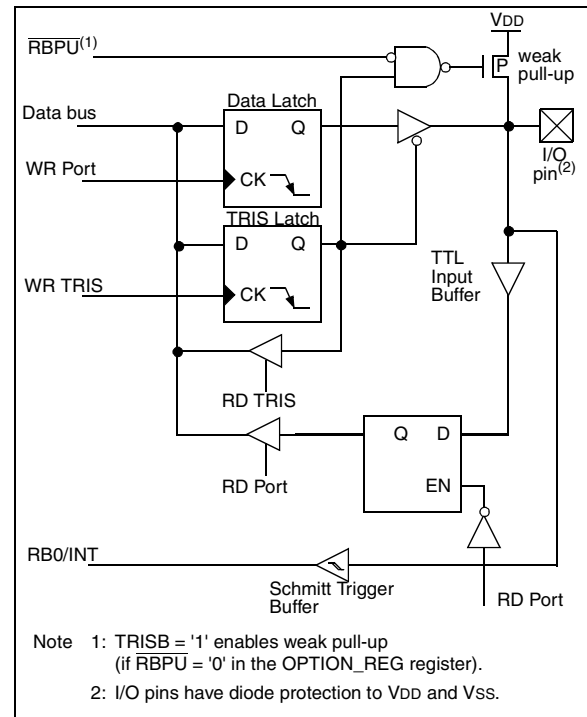 VDD
RBPU(1)
P
weak
pull-up
Data Latch
Data bus
D Q
I/O
pin(2)
WR Port
CK
TRIS Latch
D Q
TTL
Input
Buffer
WR TRIS
CK
RD TRIS
Q D
RD Port
EN
RB0/INT
Schmitt Trigger
Buffer
RD Port
Note 1: TRISB = '1' enables weak pull-up
(if RBPU = '0' in the OPTION_REG register).
2: I/O pins have diode protection to VDD and VSS.